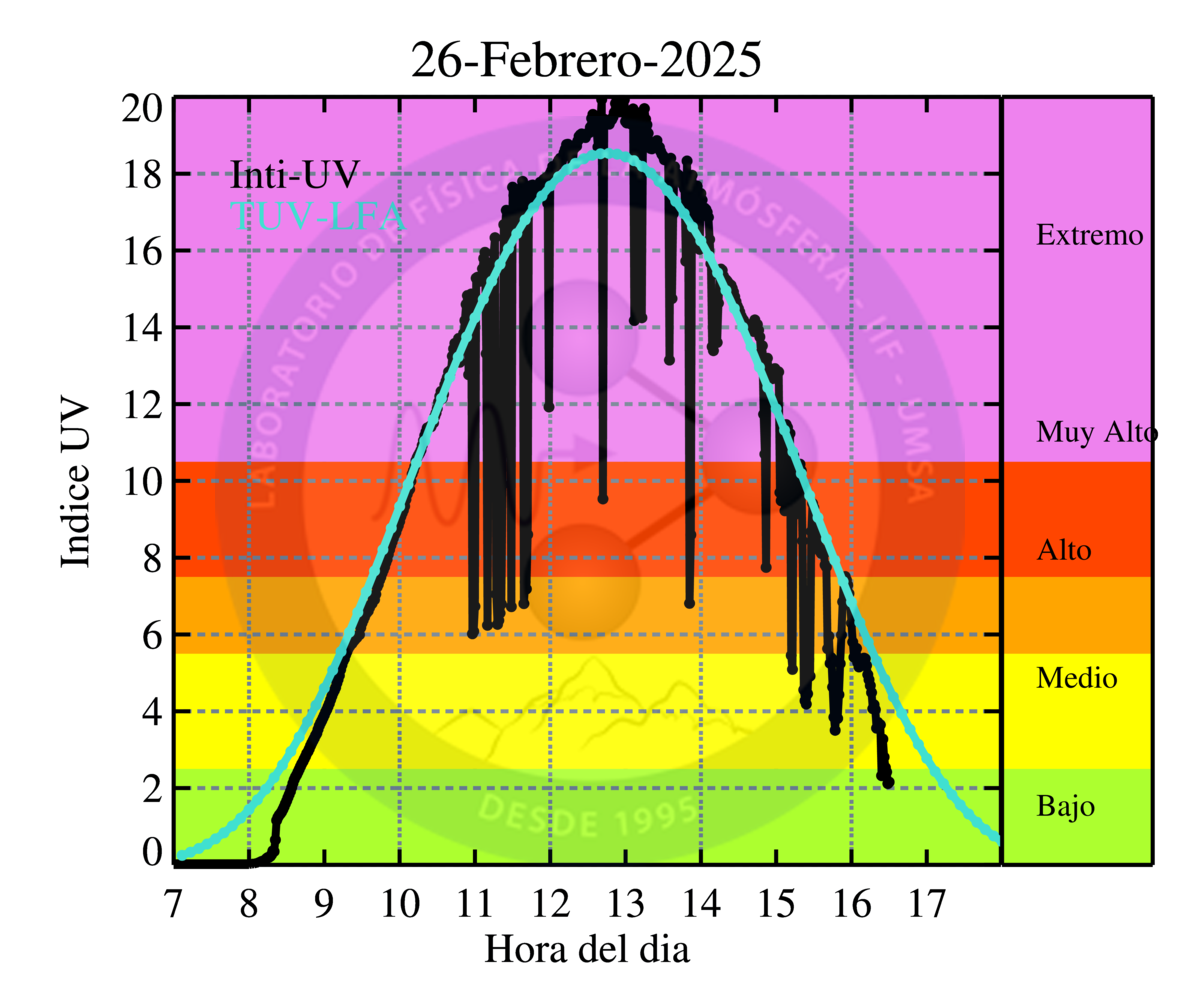 26-Febrero-2025
Indice UV
20
18
16
14
12
10
8
6
4
2
0
Inti-UV
TUV-LFA
LABORATORIO DE FÍSICA DE LA ATMÓSFERA - IIF - UMSA
DESDE 1995
Extremo
Muy Alto
Alto
Medio
Bajo
7 8 9 10 11 12 13 14 15 16 17
Hora del dia